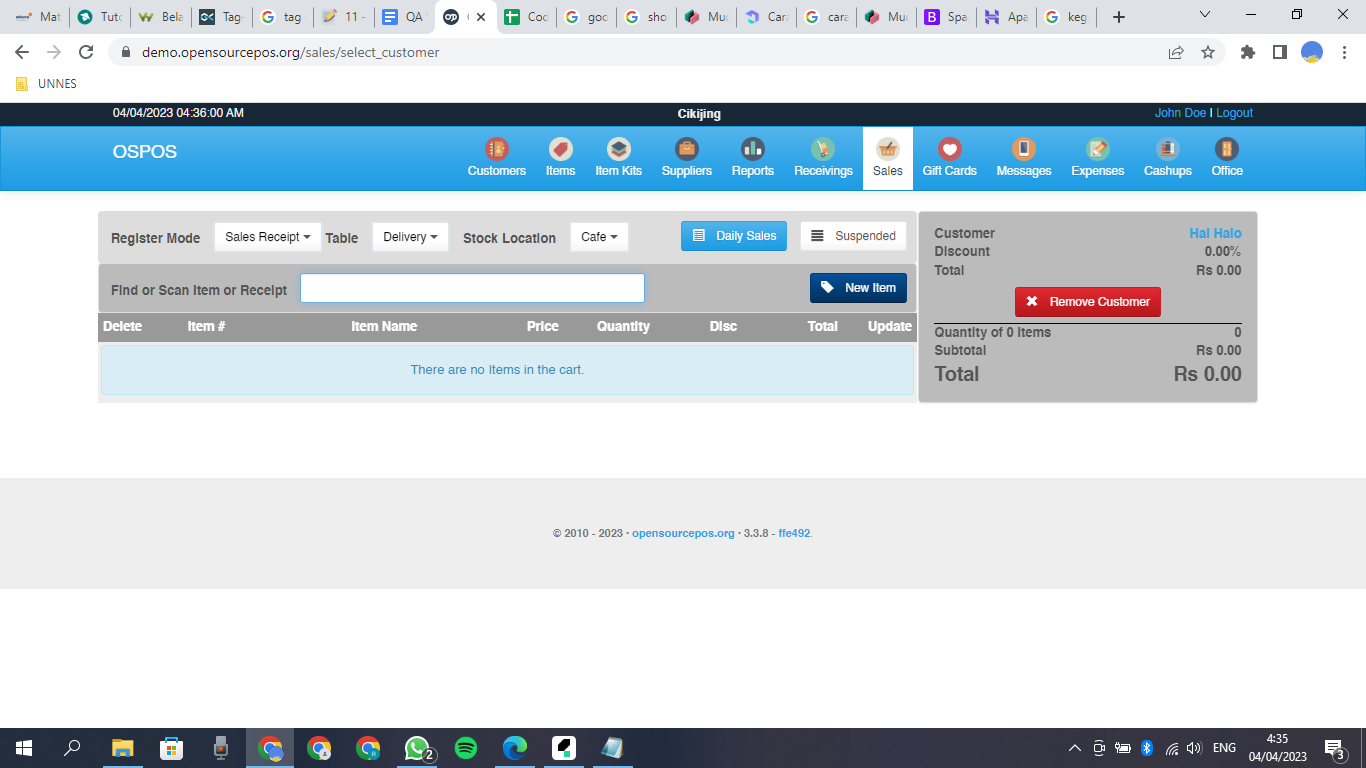 Mat Tuto Bela Tag- tag 11 - QA Cod goo sho Muc Cara cara Muc Spa Apa keg
demo.opensourcepos.org/sales/select_customer
UNNES
04/04/2023 04:36:00 AM Cikijing John Doe | Logout
OSPOS Customers Items Item Kits Suppliers Reports Receivings Sales Gift Cards Messages Expenses Cashups Office
Register Mode Sales Receipt Table Delivery Stock Location Cafe Daily Sales Suspended
Find or Scan Item or Receipt New Item
Delete Item # Item Name Price Quantity Disc Total Update
There are no Items in the cart.
Customer Hal Halo
Discount 0.00%
Total Rs 0.00
Remove Customer
Quantity of 0 Items 0
Subtotal Rs 0.00
Total Rs 0.00
© 2010 - 2023 · opensourcepos.org · 3.3.8 - ffe492.
2 ENG 4:35
04/04/2023 3